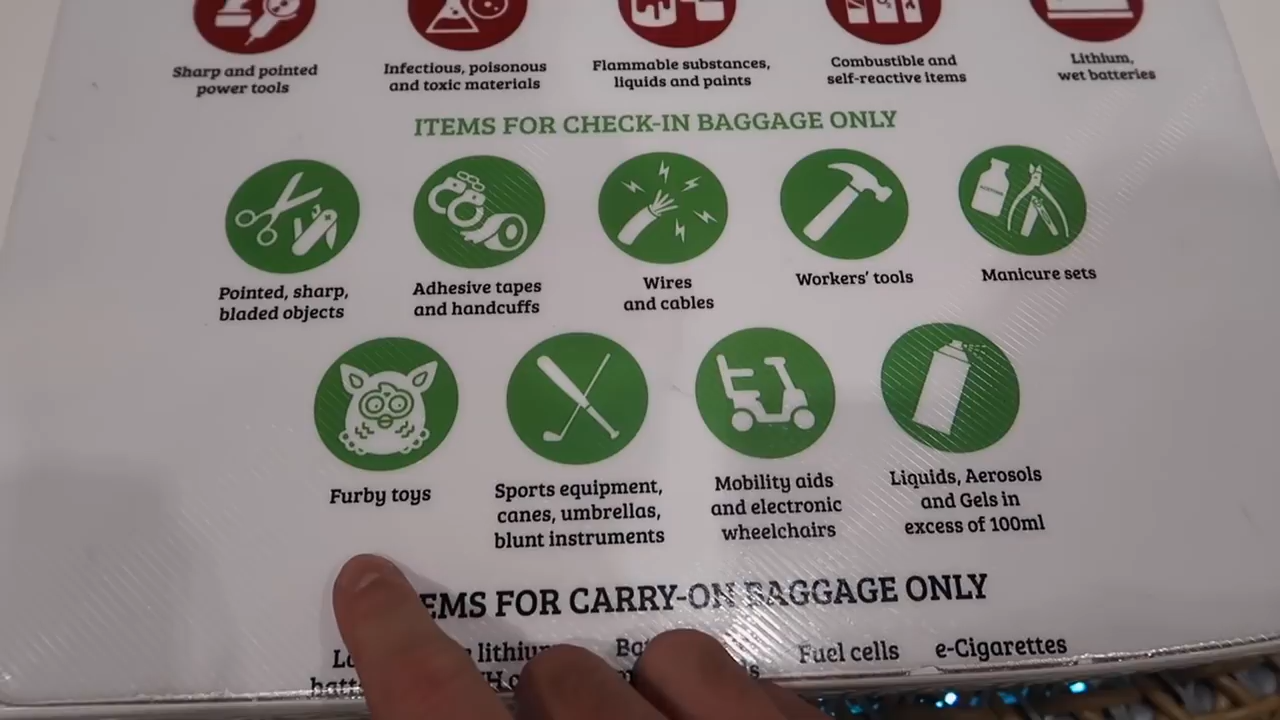 Sharp and pointed
power tools
Infectious, poisonous
and toxic materials
Flammable substances,
liquids and paints
Combustible and
self-reactive items
Lithium,
wet batteries
ITEMS FOR CHECK-IN BAGGAGE ONLY
Pointed, sharp,
bladed objects
Adhesive tapes
and handcuffs
Wires
and cables
Workers' tools
Manicure sets
Furby toys
Sports equipment,
canes, umbrellas,
blunt instruments
Mobility aids
and electronic
wheelchairs
Liquids, Aerosols
and Gels in
excess of 100ml
EMS FOR CARRY-ON BAGGAGE ONLY
Fuel cells
e-Cigarettes